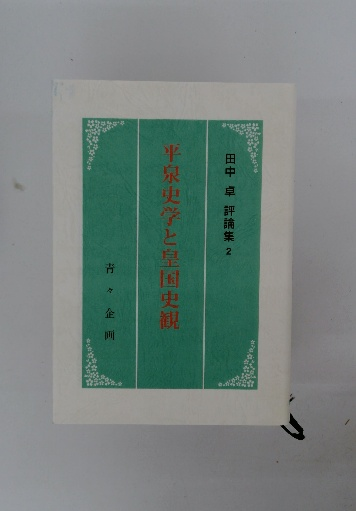 田中 卓 評論集 2
平泉史学と皇国史観
青々企画